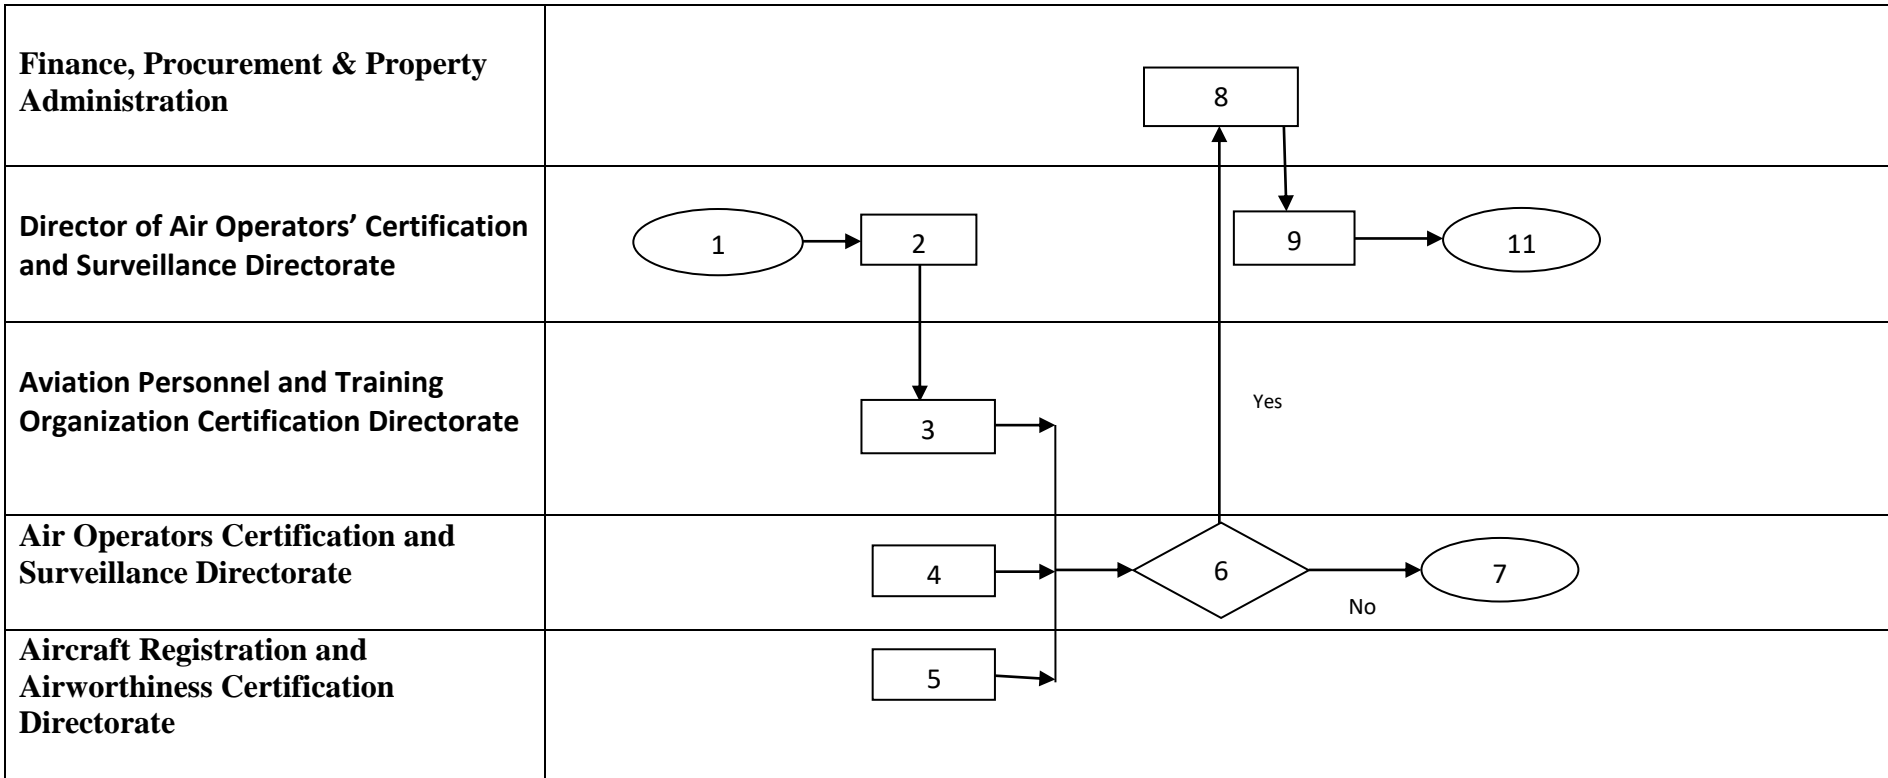 Finance, Procurement & Property
Administration
8
Director of Air Operators’ Certification
and Surveillance Directorate
1
2
9
11
Aviation Personnel and Training
Organization Certification Directorate
3
Yes
Air Operators Certification and
Surveillance Directorate
4
6
7
No
Aircraft Registration and
Airworthiness Certification
Directorate
5